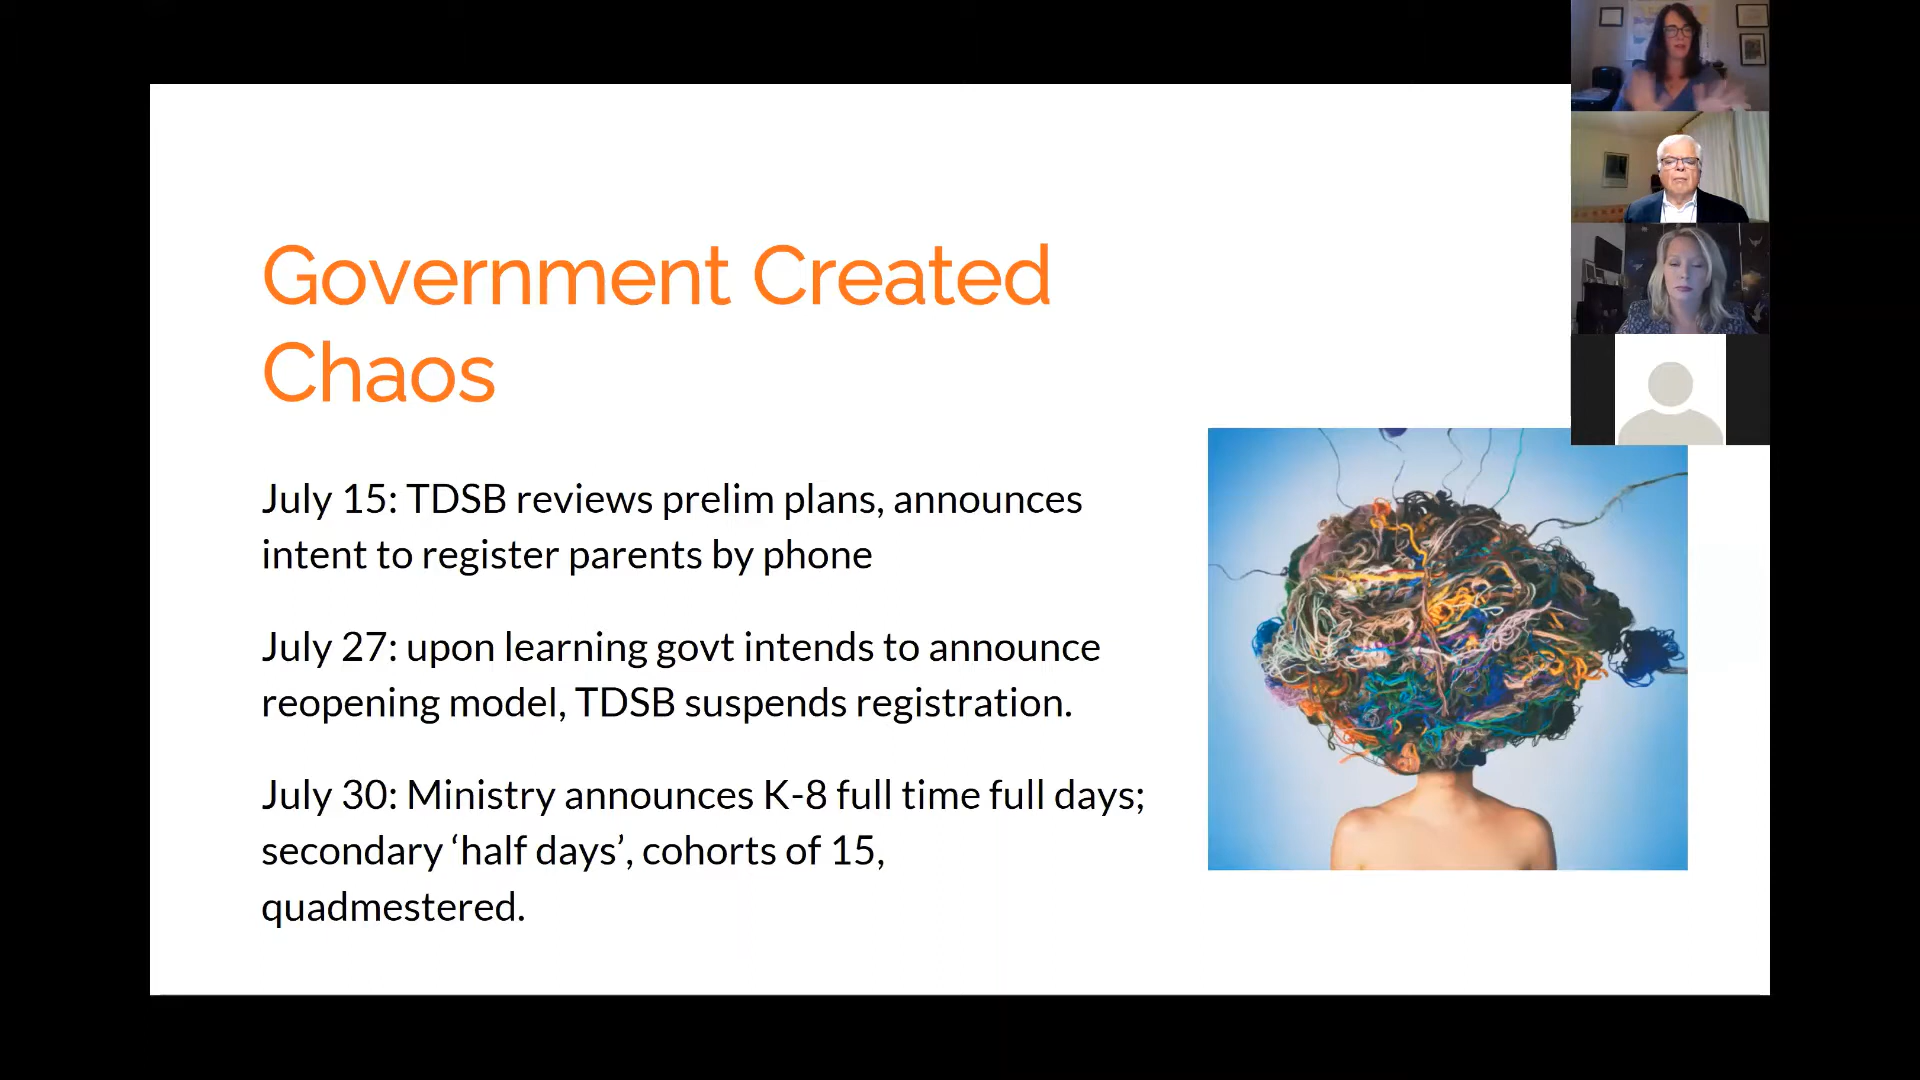 Government Created
Chaos
July 15: TDSB reviews prelim plans, announces
intent to register parents by phone
July 27: upon learning govt intends to announce
reopening model, TDSB suspends registration.
July 30: Ministry announces K-8 full time full days;
secondary ‘half days’, cohorts of 15,
quadmestered.